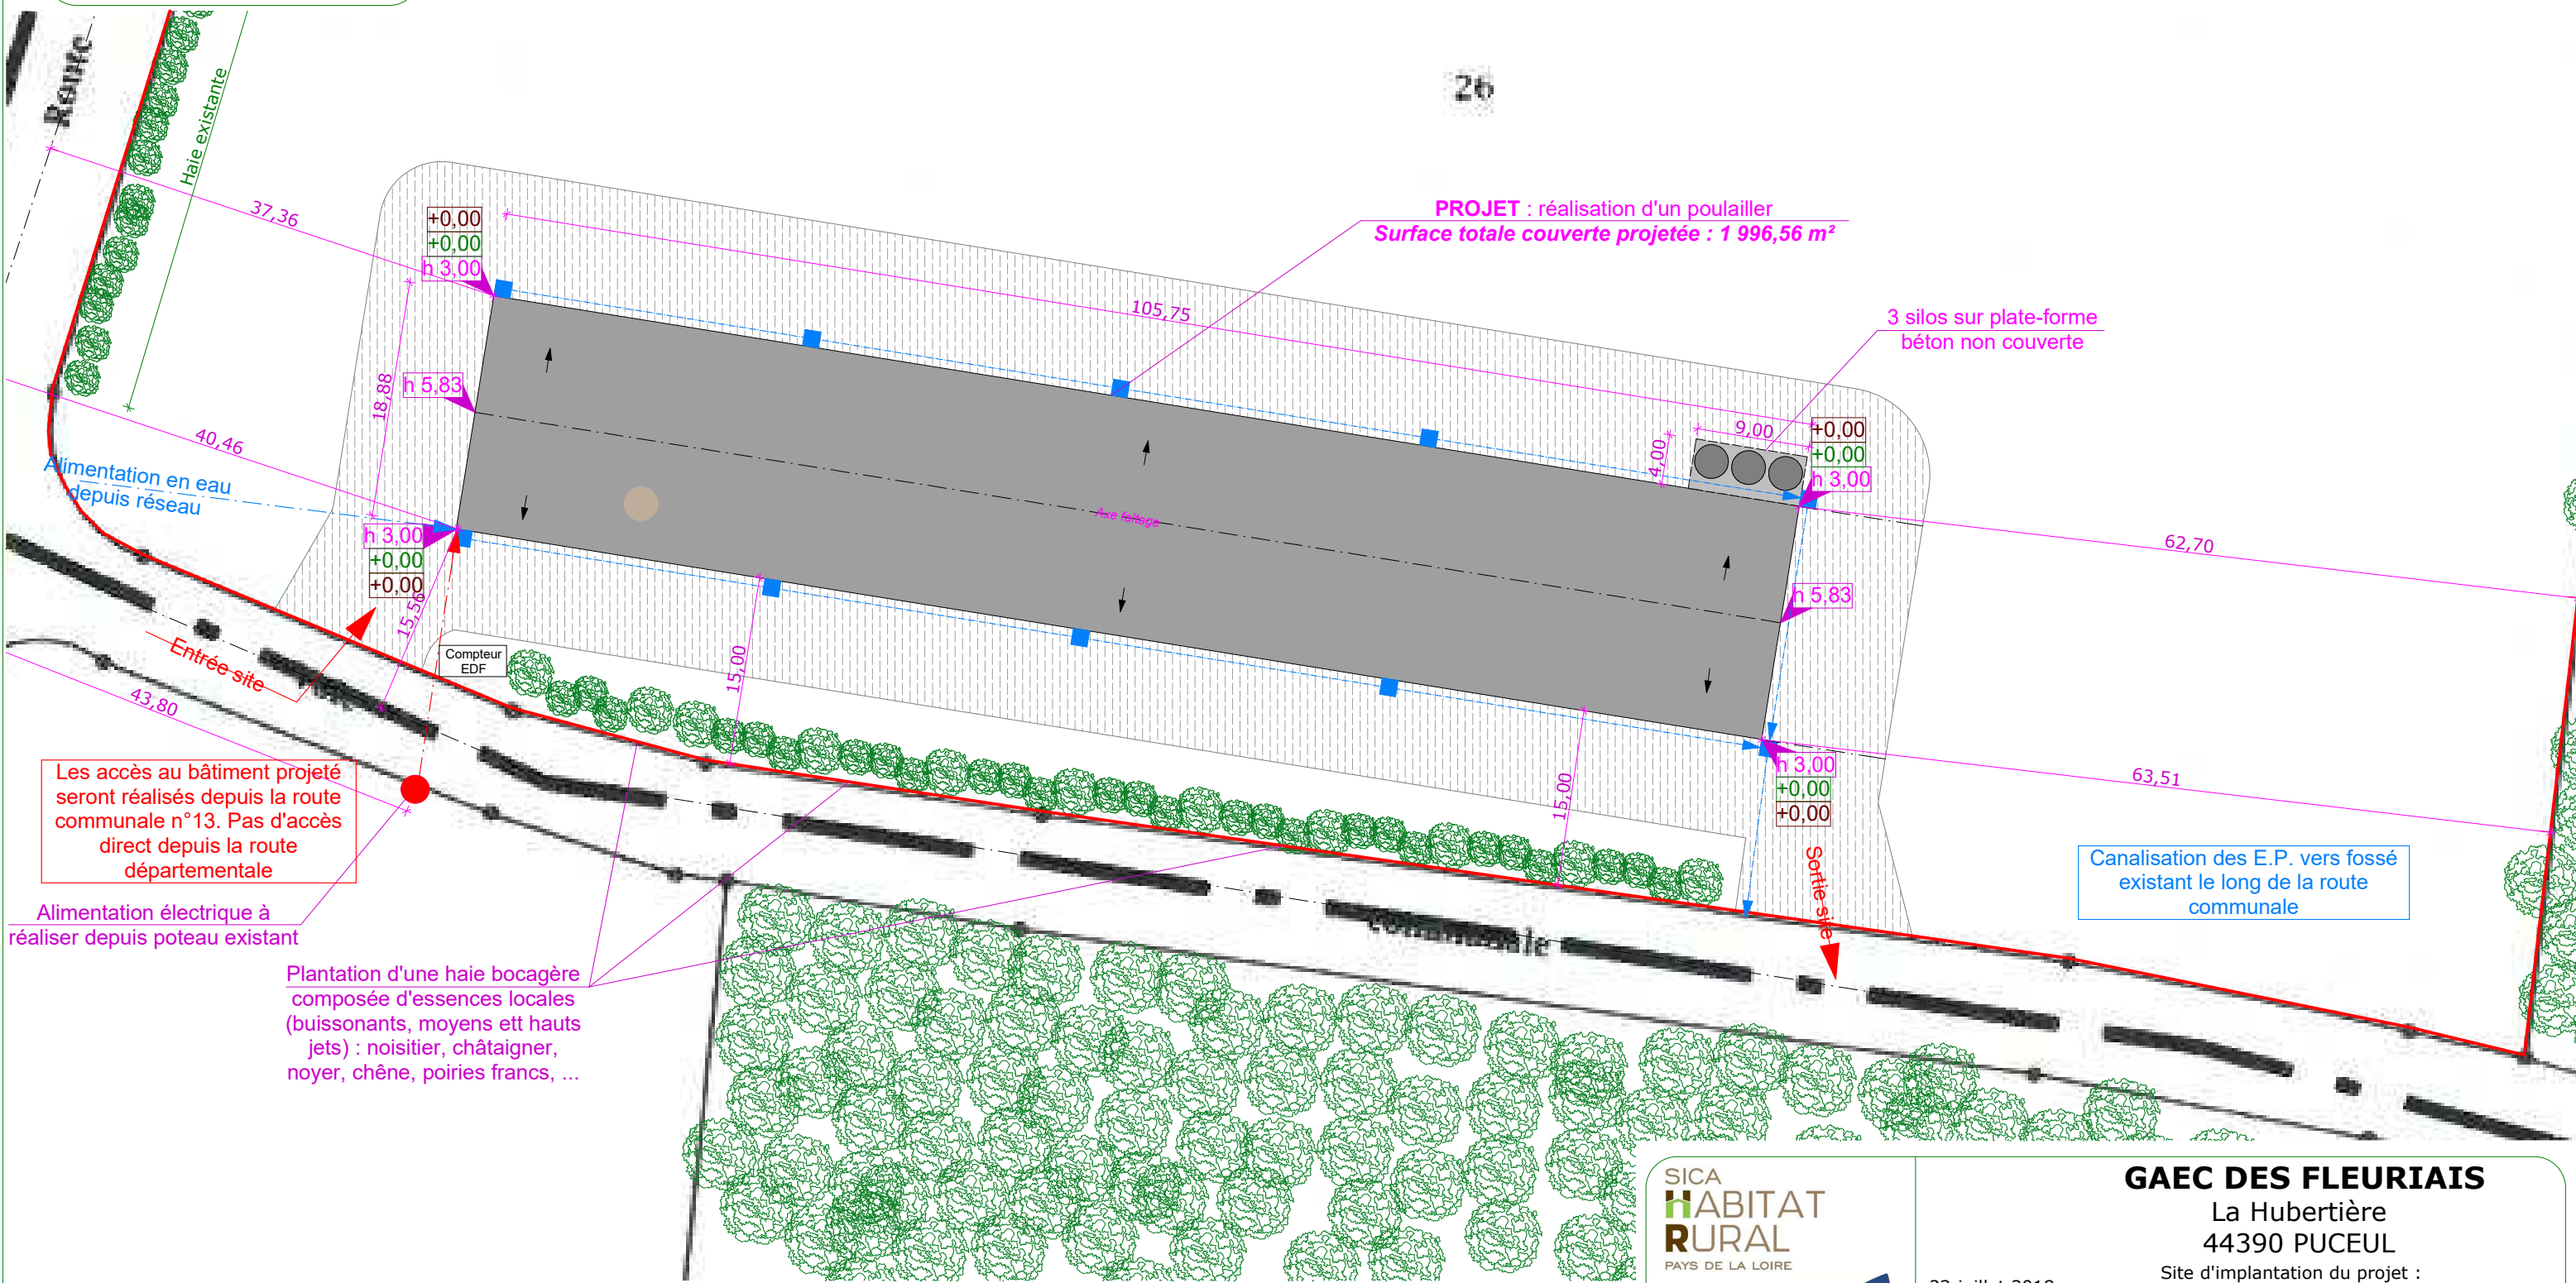 Route
Haie existante
26
37,36
+0,00
+0,00
h 3,00
PROJET : réalisation d'un poulailler
Surface totale couverte projetée : 1 996,56 m²
105,75
3 silos sur plate-forme
béton non couverte
h 5,83
18,88
40,46
Alimentation en eau
depuis réseau
9,00
4,00
+0,00
+0,00
h 3,00
Axe faîtage
62,70
h 3,00
+0,00
+0,00
15,56
h 5,83
Entrée site
Compteur
EDF
15,00
43,80
15,00
63,51
h 3,00
+0,00
+0,00
Les accès au bâtiment projeté
seront réalisés depuis la route
communale n°13. Pas d'accès
direct depuis la route
départementale
Sortie site
Canalisation des E.P. vers fossé
existant le long de la route
communale
Alimentation électrique à
réaliser depuis poteau existant
communale
Plantation d'une haie bocagère
composée d'essences locales
(buissonants, moyens ett hauts
jets) : noisitier, châtaigner,
noyer, chêne, poiries francs, ...
SICA
HABITAT
RURAL
PAYS DE LA LOIRE
GAEC DES FLEURIAIS
La Hubertière
44390 PUCEUL
Site d'implantation du projet :